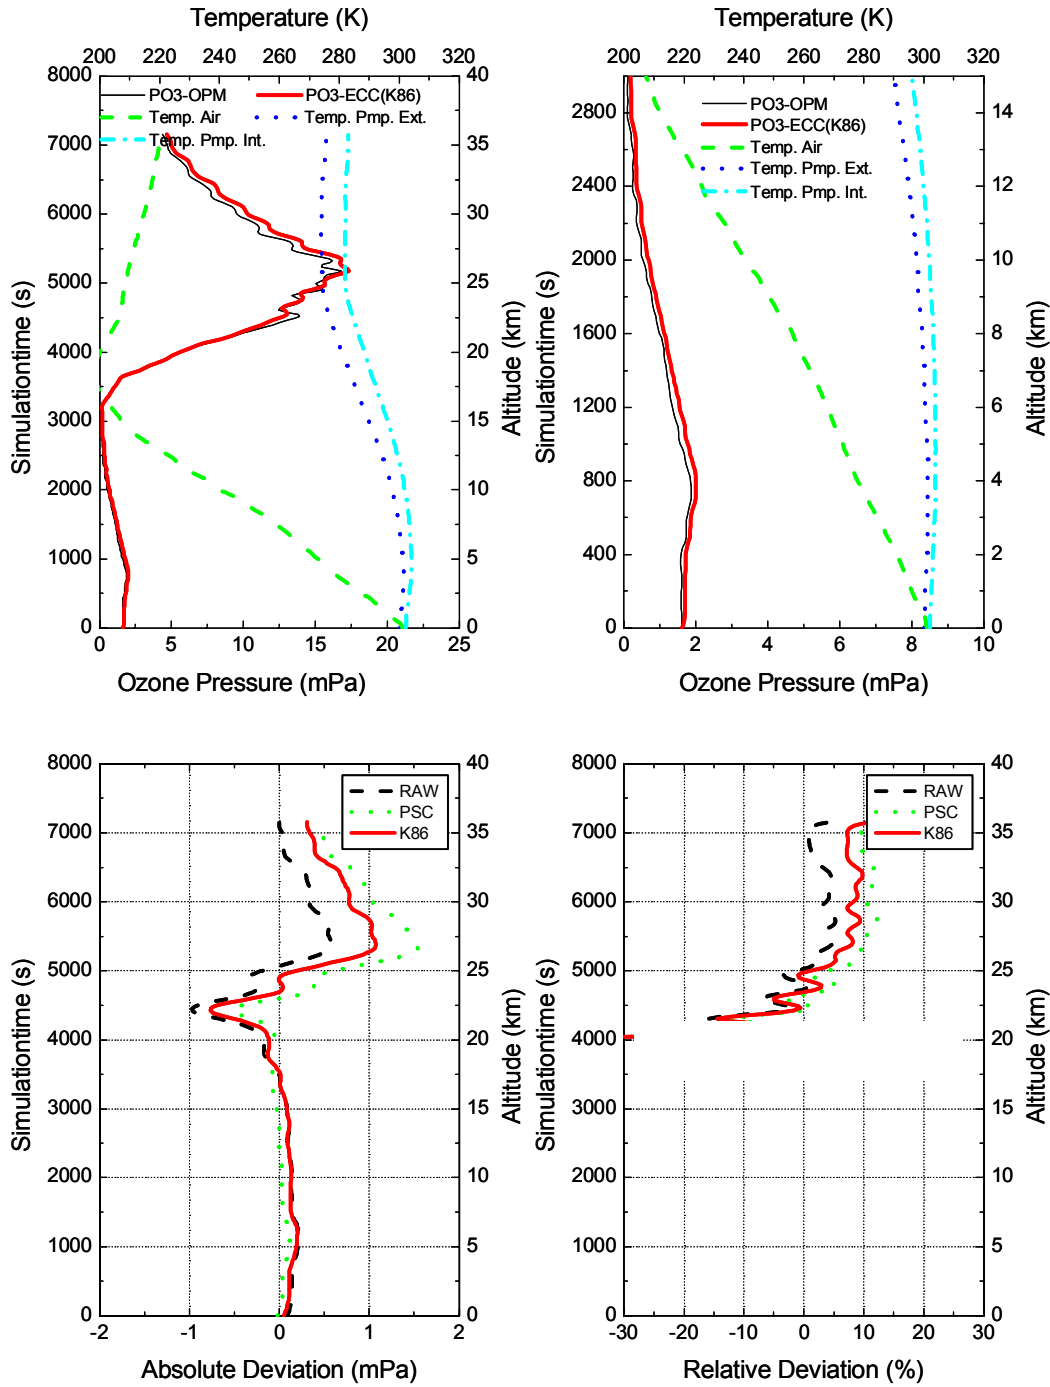 Temperature (K)
200 220 240 260 280 300 320
8000 7000 6000 5000 4000 3000 2000 1000 0
Simulationtime (s)
PO3-OPM PO3-ECC(K86)
Temp. Air Temp. Pmp. Ext.
Temp. Pmp. Int.
40 35 30 25 20 15 10 5 0
Altitude (km)
0 5 10 15 20 25
Ozone Pressure (mPa)
Temperature (K)
200 220 240 260 280 300 320
2800 2400 2000 1600 1200 800 400 0
Simulationtime (s)
PO3-OPM
PO3-ECC(K86)
Temp. Air
Temp. Pmp. Ext.
Temp. Pmp. Int.
14 12 10 8 6 4 2 0
Altitude (km)
0 2 4 6 8 10
Ozone Pressure (mPa)
8000 7000 6000 5000 4000 3000 2000 1000 0
Simulationtime (s)
RAW
PSC
K86
40 35 30 25 20 15 10 5 0
Altitude (km)
-2 -1 0 1 2
Absolute Deviation (mPa)
8000 7000 6000 5000 4000 3000 2000 1000 0
Simulationtime (s)
RAW
PSC
K86
40 35 30 25 20 15 10 5 0
Altitude (km)
-30 -20 -10 0 10 20 30
Relative Deviation (%)